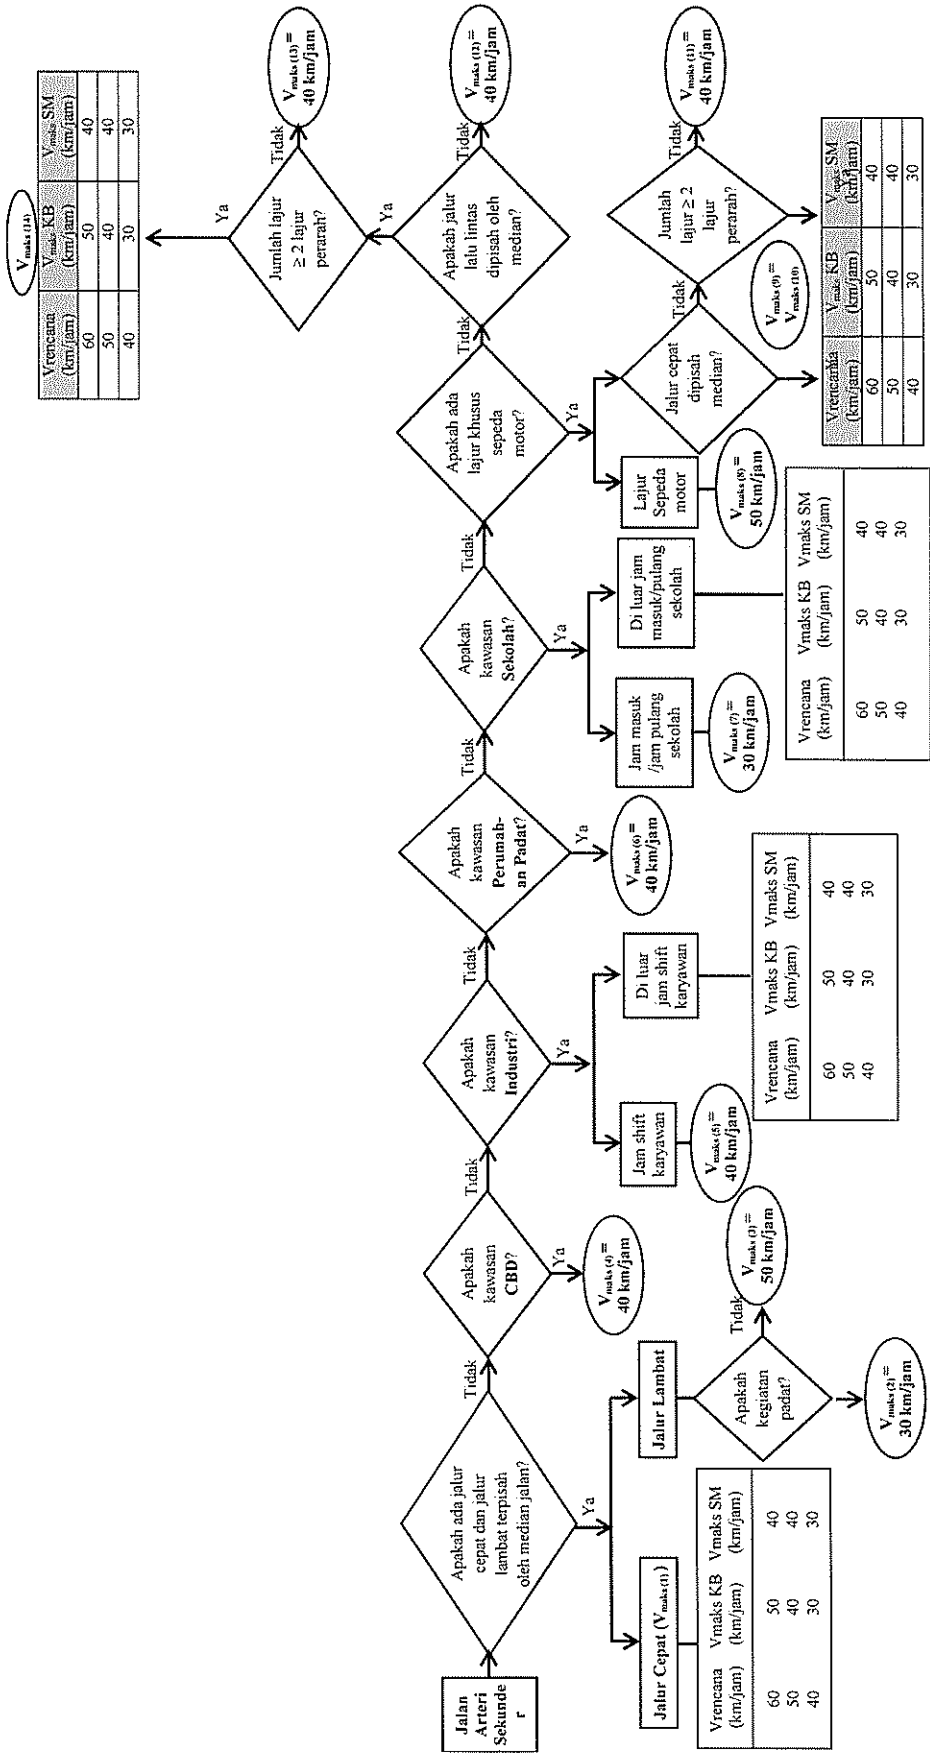 Jalan
Arteri
Sekunde
r
Apakah ada jalur
cepat dan jalur
lambat terpisah
oleh median jalan?
Tidak
Ya
Jalur Cepat (Vmaks(1))
Vrencana Vmaks KB Vmaks SM
(km/jam) (km/jam) (km/jam)
60 50 40
50 40 40
40 30 30
Jalur Lambat
Apakah
kegiatan
padat?
Tidak
Vmaks (3) =
50 km/jam
Vmaks (2) =
30 km/jam
Apakah
kawasan
CBD?
Tidak
Ya
Vmaks (4) =
40 km/jam
Apakah
kawasan
Industri?
Tidak
Ya
Jam shift
karyawan
Vmaks (5) =
40 km/jam
Di luar
jam shift
karyawan
Vrencana Vmaks KB Vmaks SM
(km/jam) (km/jam) (km/jam)
60 50 40
50 40 40
40 30 30
Apakah
kawasan
Perumah-
an Padat?
Tidak
Ya
Vmaks (6) =
40 km/jam
Apakah
kawasan
Sekolah?
Tidak
Ya
Jam masuk
/jam pulang
sekolah
Vmaks (7) =
30 km/jam
Di luar jam
masuk/pulang
sekolah
Vrencana Vmaks KB Vmaks SM
(km/jam) (km/jam) (km/jam)
60 50 40
50 40 40
40 30 30
Apakah ada
lajur khusus
sepeda
motor?
Tidak
Ya
Lajur
Sepeda
motor
Vmaks (8) =
50 km/jam
Jalur cepat
dipisah
median?
Tidak
Vmaks (9) =
Vmaks (10)
Jumlah
lajur ≥ 2
lajur
perarah?
Tidak
Vmaks (11) =
40 km/jam
Vrencana Vmaks KB Vmaks SM
(km/jam) (km/jam) (km/jam)
60 50 40
50 40 40
40 30 30
Apakah jalur
lalu lintas
dipisah oleh
median?
Tidak
Ya
Vmaks (12) =
40 km/jam
Jumlah lajur
≥ 2 lajur
perarah?
Tidak
Ya
Vmaks (13) =
40 km/jam
Vmaks (14)
Vrencana Vmaks KB Vmaks SM
(km/jam) (km/jam) (km/jam)
60 50 40
50 40 40
40 30 30